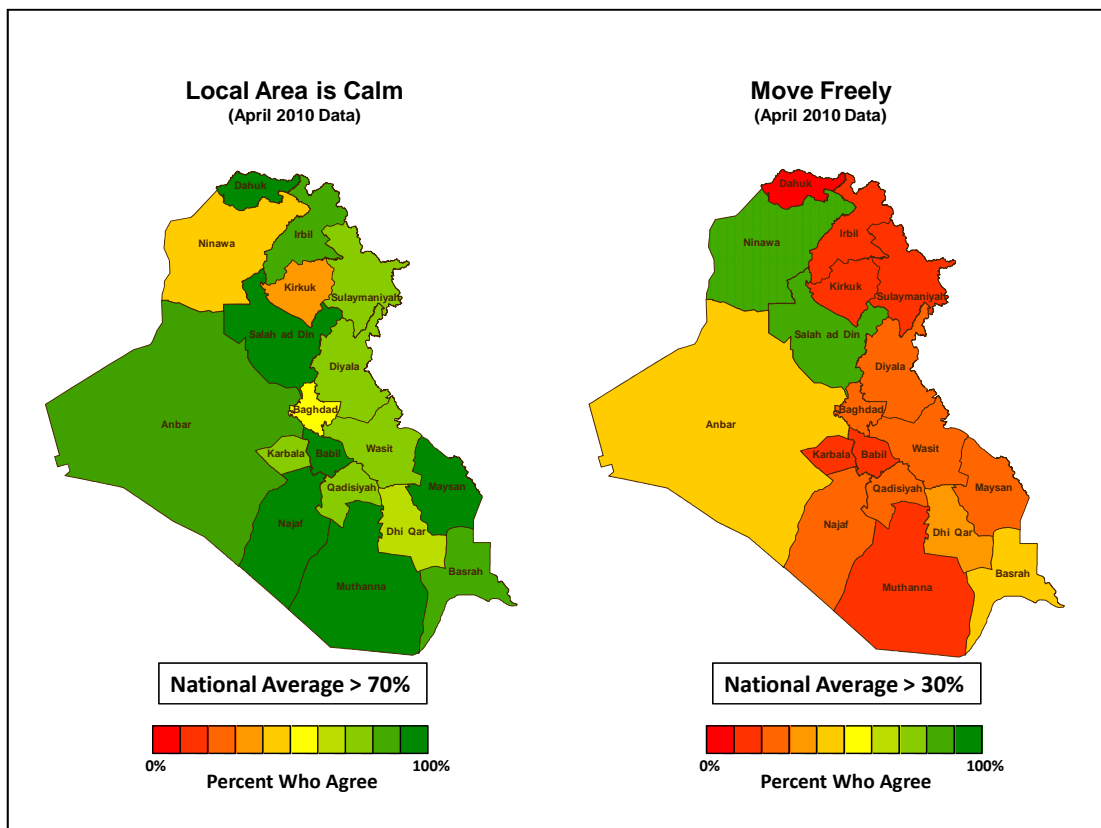 Local Area is Calm
(April 2010 Data)
Dahuk
Ninawa
Irbil
Kirkuk
Sulaymaniyah
Salah ad Din
Diyala
Baghdad
Anbar
Karbala
Babil
Wasit
Qadisiyah
Maysan
Najaf
Dhi Qar
Muthanna
Basrah
National Average > 70%
0%
100%
Percent Who Agree
Move Freely
(April 2010 Data)
Dahuk
Ninawa
Irbil
Kirkuk
Sulaymaniyah
Salah ad Din
Diyala
Baghdad
Anbar
Karbala
Babil
Wasit
Qadisiyah
Maysan
Najaf
Dhi Qar
Muthanna
Basrah
National Average > 30%
0%
100%
Percent Who Agree